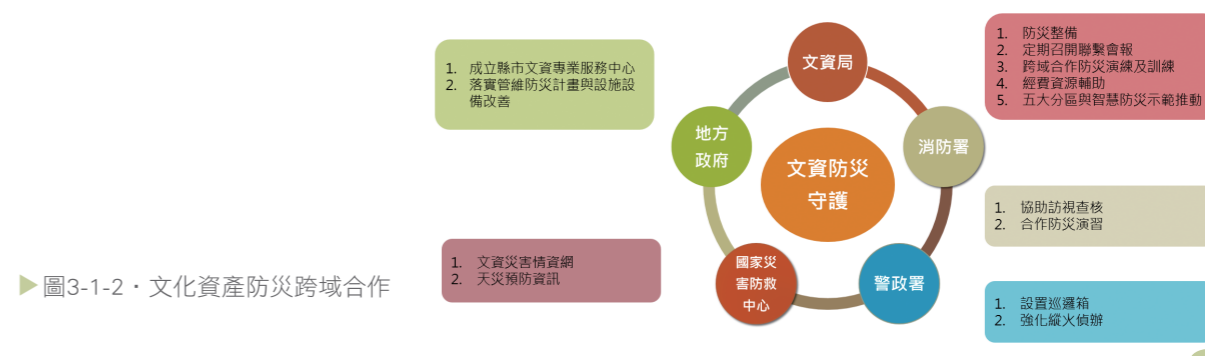 1. 成立縣市文資專業服務中心
2. 落實管維防災計畫與設施設
備改善
文資局
1. 防災整備
2. 定期召開聯繫會報
3. 跨域合作防災演練及訓練
4. 經費資源輔助
5. 五大分區與智慧防災示範推動
地方
政府
文資防災
守護
消防署
1. 協助訪視查核
2. 合作防災演習
1. 文資災害情資網
2. 天災預防資訊
國家災
害防救
中心
警政署
1. 設置巡邏箱
2. 強化縱火偵辦
▶圖3-1-2・文化資產防災跨域合作